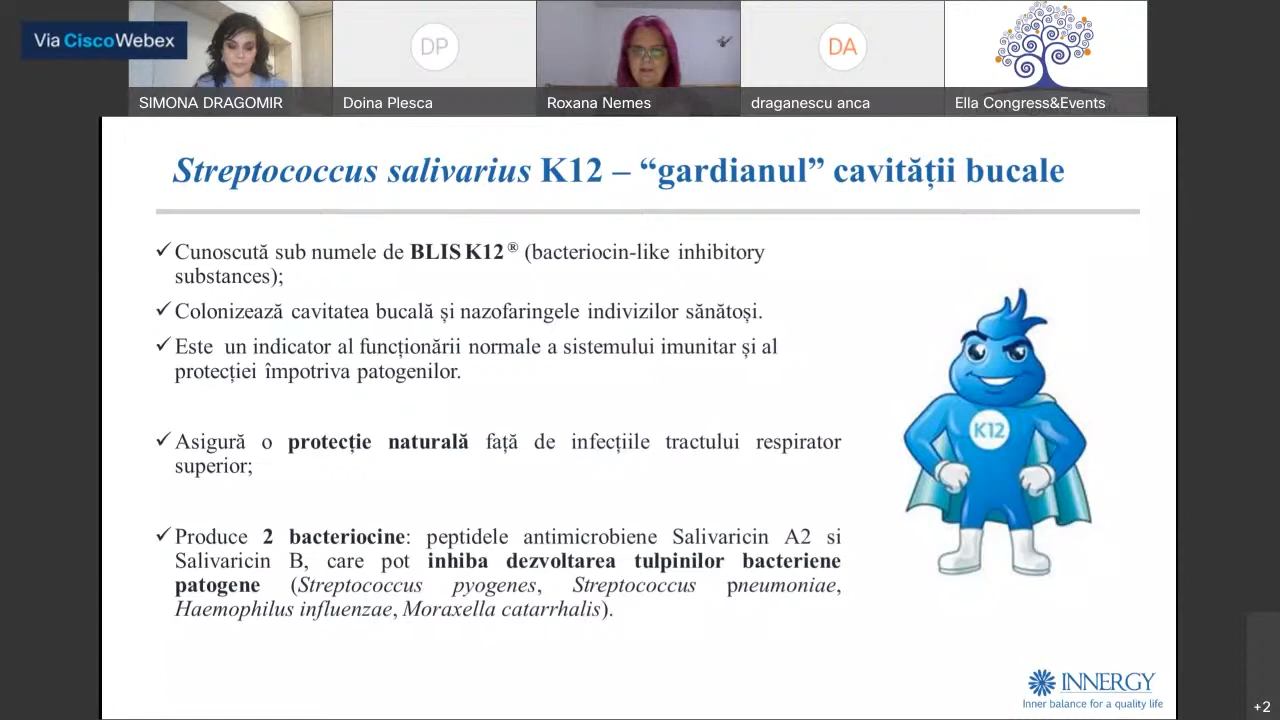 Via CiscoWebex
DP
DA
SIMONA DRAGOMIR
Doina Plesca
Roxana Nemes
draganescu anca
Ella Congress&Events
Streptococcus salivarius K12 – “gardianul” cavității bucale
✓ Cunoscută sub numele de BLIS K12 ® (bacteriocin-like inhibitory
substances);
✓ Colonizează cavitatea bucală și nazofaringele indivizilor sănătoși.
✓ Este un indicator al funcționării normale a sistemului imunitar și al
protecției împotriva patogenilor.
✓ Asigură o protecție naturală față de infecțiile tractului respirator
superior;
✓ Produce 2 bacteriocine: peptidele antimicrobiene Salivaricin A2 si
Salivaricin B, care pot inhiba dezvoltarea tulpinilor bacteriene
patogene (Streptococcus pyogenes, Streptococcus pneumoniae,
Haemophilus influenzae, Moraxella catarrhalis).
K12
INNERGY
Inner balance for a quality life
+2